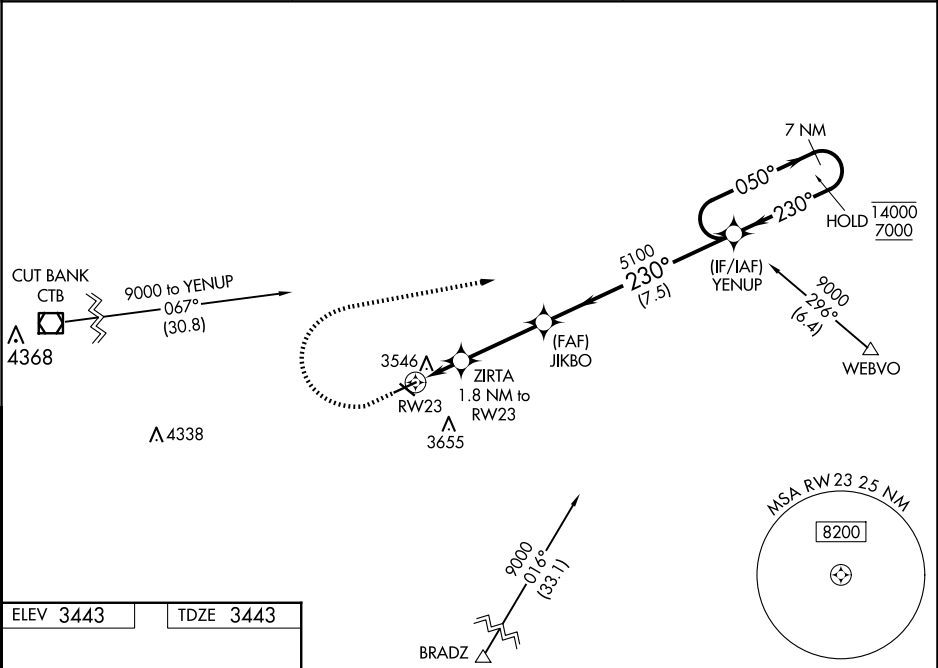 7 NM
050°
230°
HOLD
14000
7000
5100
230°
(7.5)
(IF/IAF)
YENUP
CUT BANK
CTB
9000 to YENUP
067°
(30.8)
4368
9000
296°
(6.4)
WEBVO
(FAF)
JIKBO
3546
ZIRTA
1.8 NM to
RW23
RW23
3655
4338
MSA RW 23 25 NM
8200
9000
016°
(33.1)
BRADZ
ELEV 3443
TDZE 3443